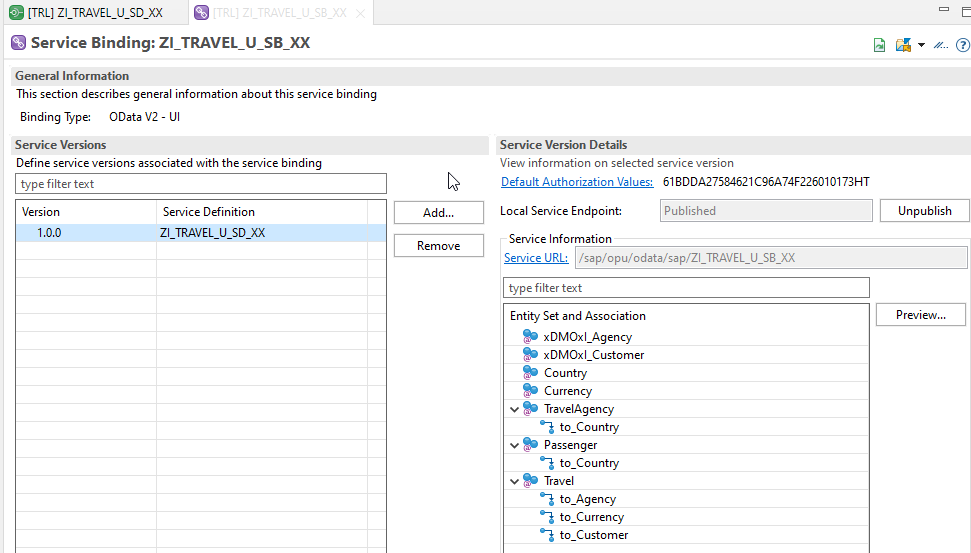 [TRL] ZI_TRAVEL_U_SD_XX
[TRL] ZI_TRAVEL_U_SB_XX
Service Binding: ZI_TRAVEL_U_SB_XX
General Information
This section describes general information about this service binding
Binding Type: OData V2 - UI
Service Versions
Define service versions associated with the service binding
type filter text
Version Service Definition
1.0.0 ZI_TRAVEL_U_SD_XX
Add...
Remove
Service Version Details
View information on selected service version
Default Authorization Values: 61BDDA27584621C96A74F226010173HT
Local Service Endpoint: Published Unpublish
Service Information
Service URL: /sap/opu/odata/sap/ZI_TRAVEL_U_SB_XX
type filter text
Preview...
Entity Set and Association
xDMOxI_Agency
xDMOxI_Customer
Country
Currency
TravelAgency
to_Country
Passenger
to_Country
Travel
to_Agency
to_Currency
to_Customer